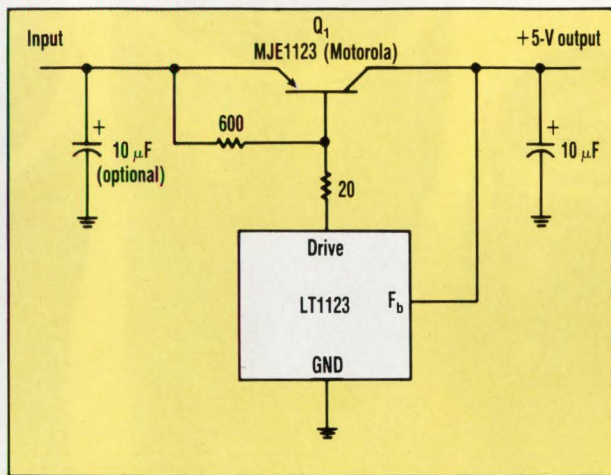 Input
Q1
MJE1123 (Motorola)
+5-V output
+
10 μF
(optional)
600
20
+
10 μF
Drive
LT1123
Fb
GND